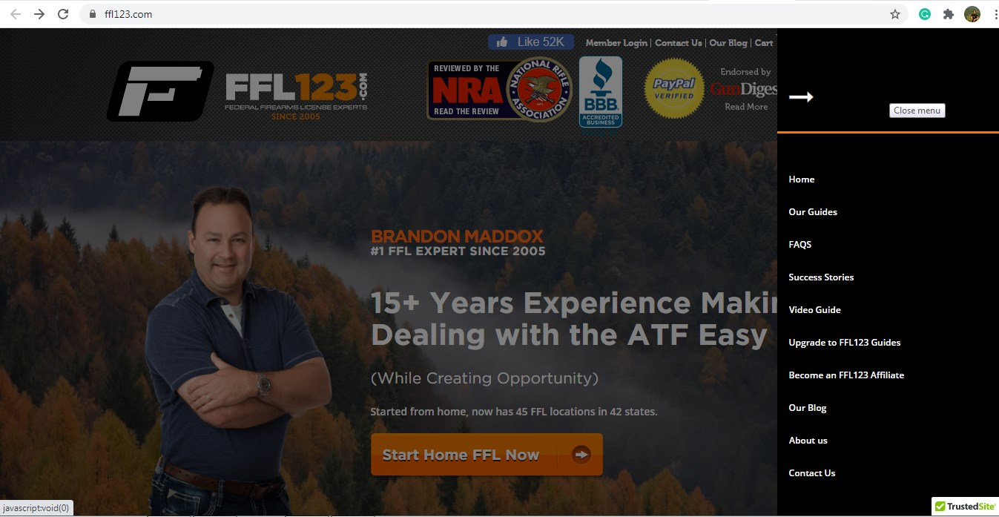 ffl123.com
Like 52K
Member Login | Contact Us | Our Blog | Cart
FFL123.COM
FEDERAL FIREARMS LICENSE EXPERTS
SINCE 2005
REVIEWED BY THE
NRA
READ THE REVIEW
NATIONAL RIFLE ASSOCIATION
BBB
ACCREDITED
BUSINESS
PayPal
VERIFIED
Endorsed by
GunDiges
Read More
Close menu
BRANDON MADDOX
#1 FFL EXPERT SINCE 2005
15+ Years Experience Makin
Dealing with the ATF Easy
(While Creating Opportunity)
Started from home, now has 45 FFL locations in 42 states.
Start Home FFL Now
Home
Our Guides
FAQS
Success Stories
Video Guide
Upgrade to FFL123 Guides
Become an FFL123 Affiliate
Our Blog
About us
Contact Us
javascript:void(0)
TrustedSite